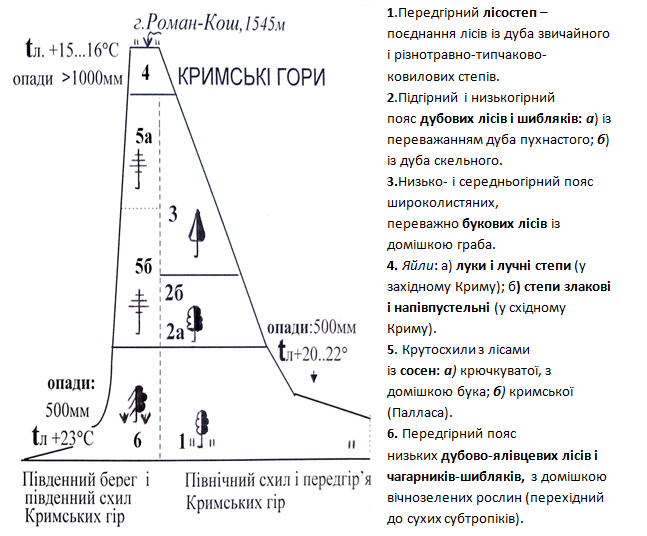 г.Роман-Кош, 1545м
tл. +15...16°С
опади >1000мм
4
КРИМСЬКІ ГОРИ
5а
3
5б
2б
2а
опади:500мм
tл+20..22°
опади:
500мм
tл +23°С
6
1
Південний берег і
південний схил
Кримських гір
Північний схил і передгір'я
Кримських гір
1.Передгірний лісостеп –
поєднання лісів із дуба звичайного
і різнотравно-типчаково-
ковилових степів.
2.Підгірний і низькогірний
пояс дубових лісів і шибляків: а) із
переважанням дуба пухнастого; б)
із дуба скельного.
3.Низько- і середньогірний пояс
широколистяних,
переважно букових лісів із
домішкою граба.
4. Яйли: а) луки і лучні степи (у
західному Криму); б) степи злакові
і напівпустельні (у східному
Криму).
5. Крутосхили з лісами
із сосен: а) крючкуватої, з
домішкою бука; б) кримської
(Палласа).
6. Передгірний пояс
низьких дубово-ялівцевих лісів і
чагарників-шибляків, з домішкою
вічнозелених рослин (перехідний
до сухих субтропіків).